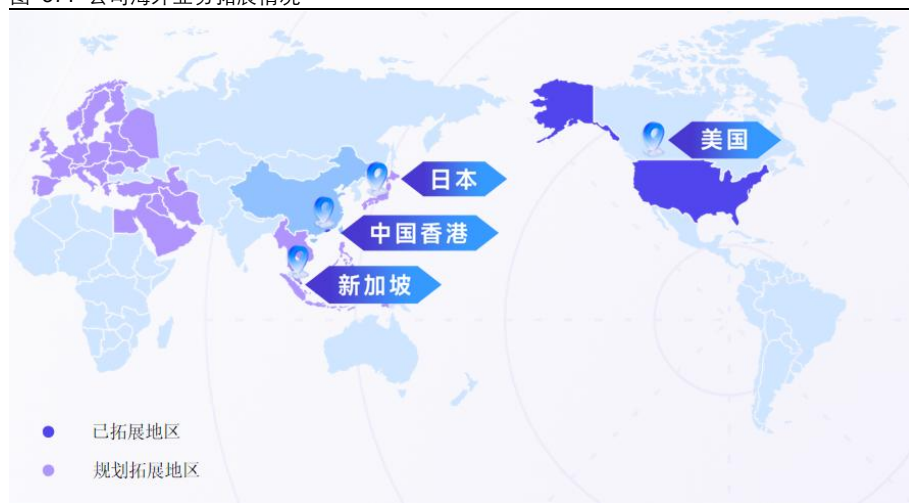 美国
日本
中国香港
新加坡
已拓展地区
规划拓展地区